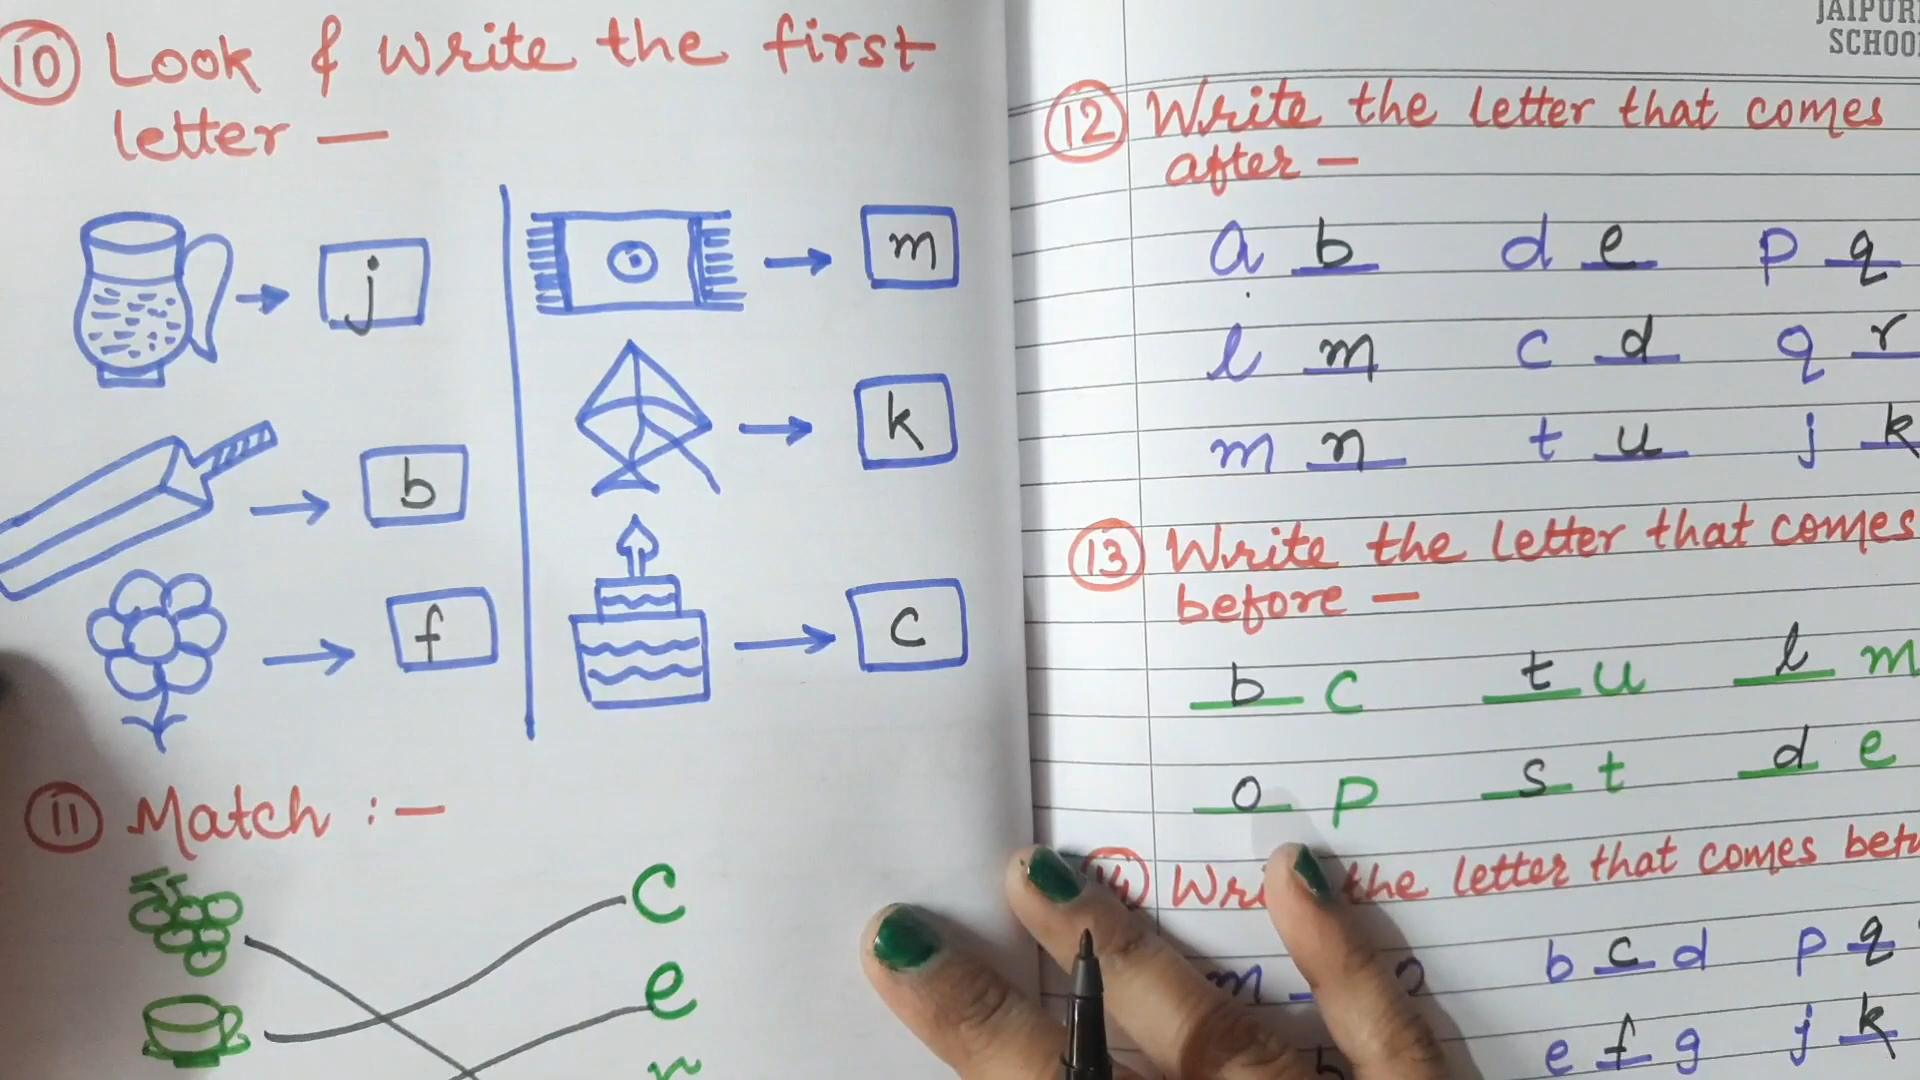 10 Look & write the first
letter —
j
b
f
m
k
c
11 Match : —
c
e
JAIPUR
SCHOO
12 Write the letter that comes
after —
a b d e p q
l m c d q r
m n t u j k
13 Write the letter that comes
before —
b c t u l m
o p s t d e
14 the letter that comes
m b c d p q
e f g j k